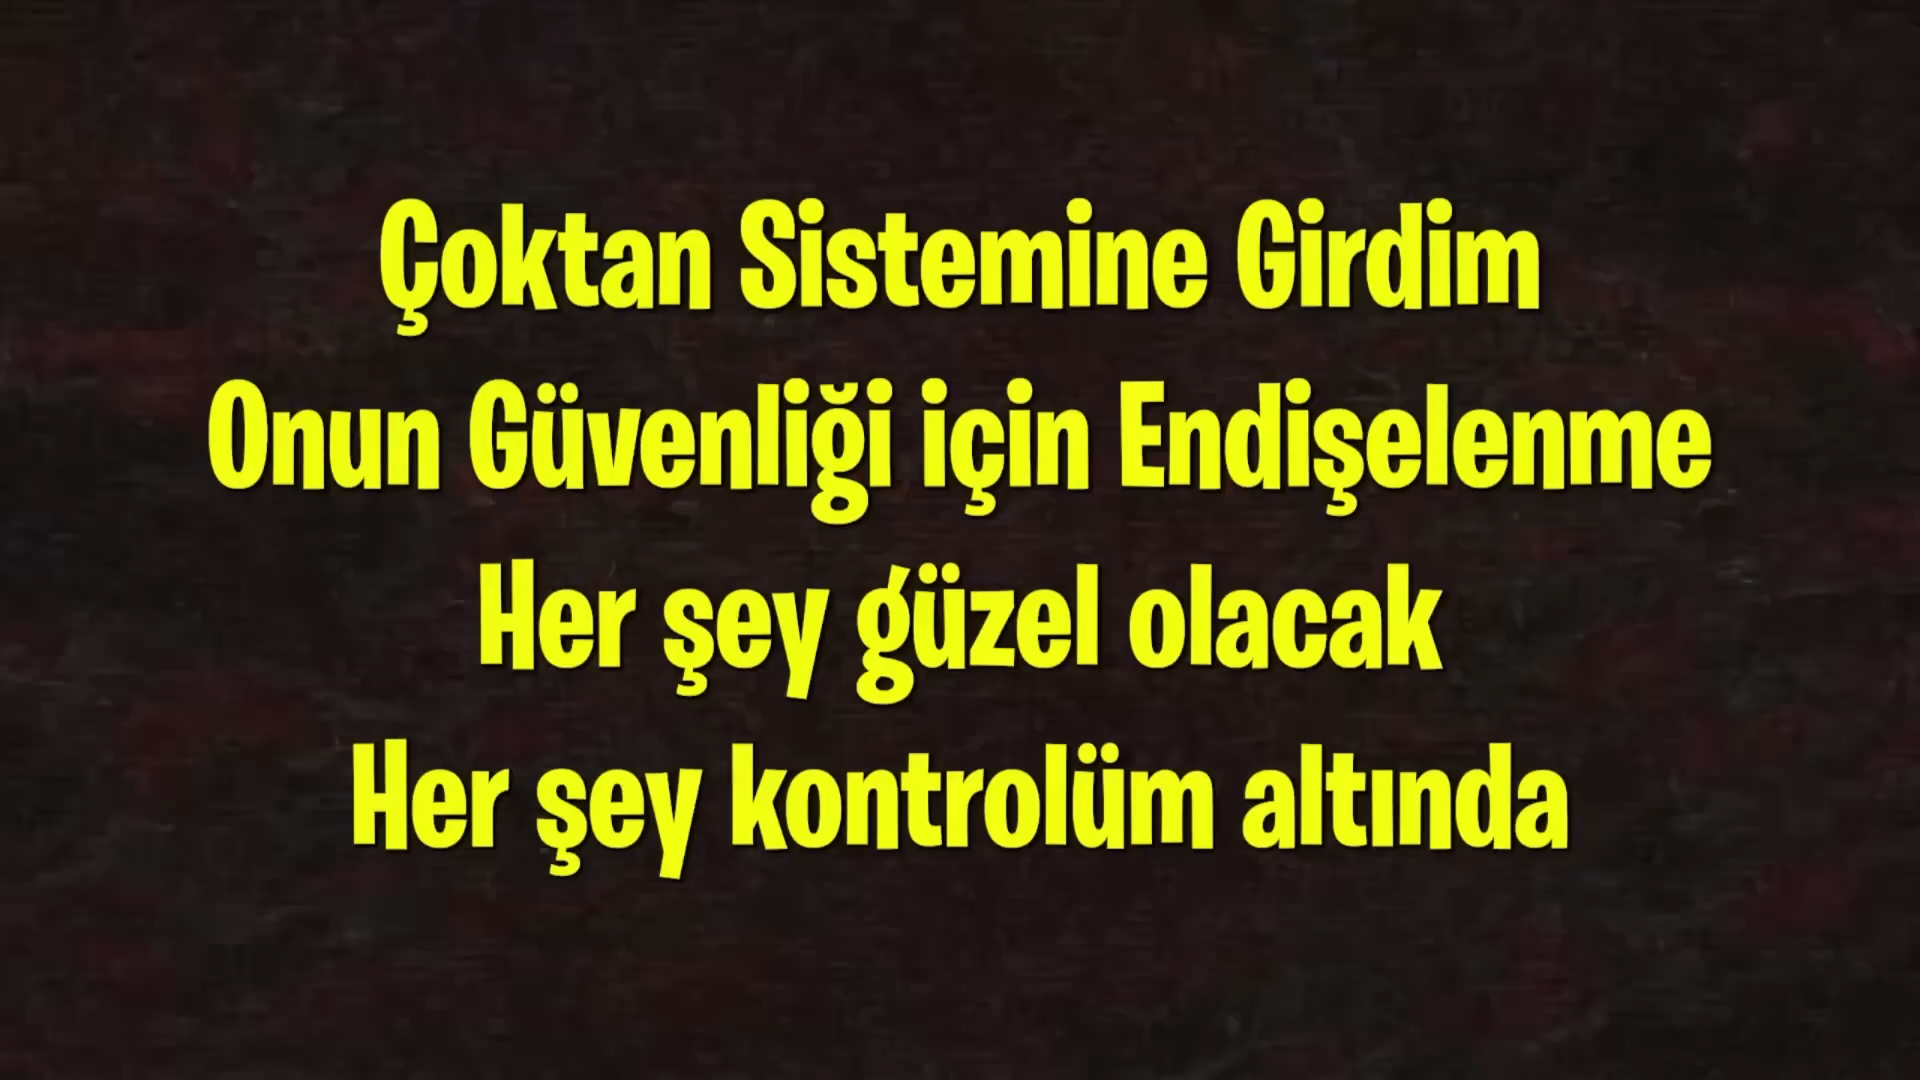 Çoktan Sistemine Girdim
Onun Güvenliği için Endişelenme
Her şey güzel olacak
Her şey kontrolüm altında